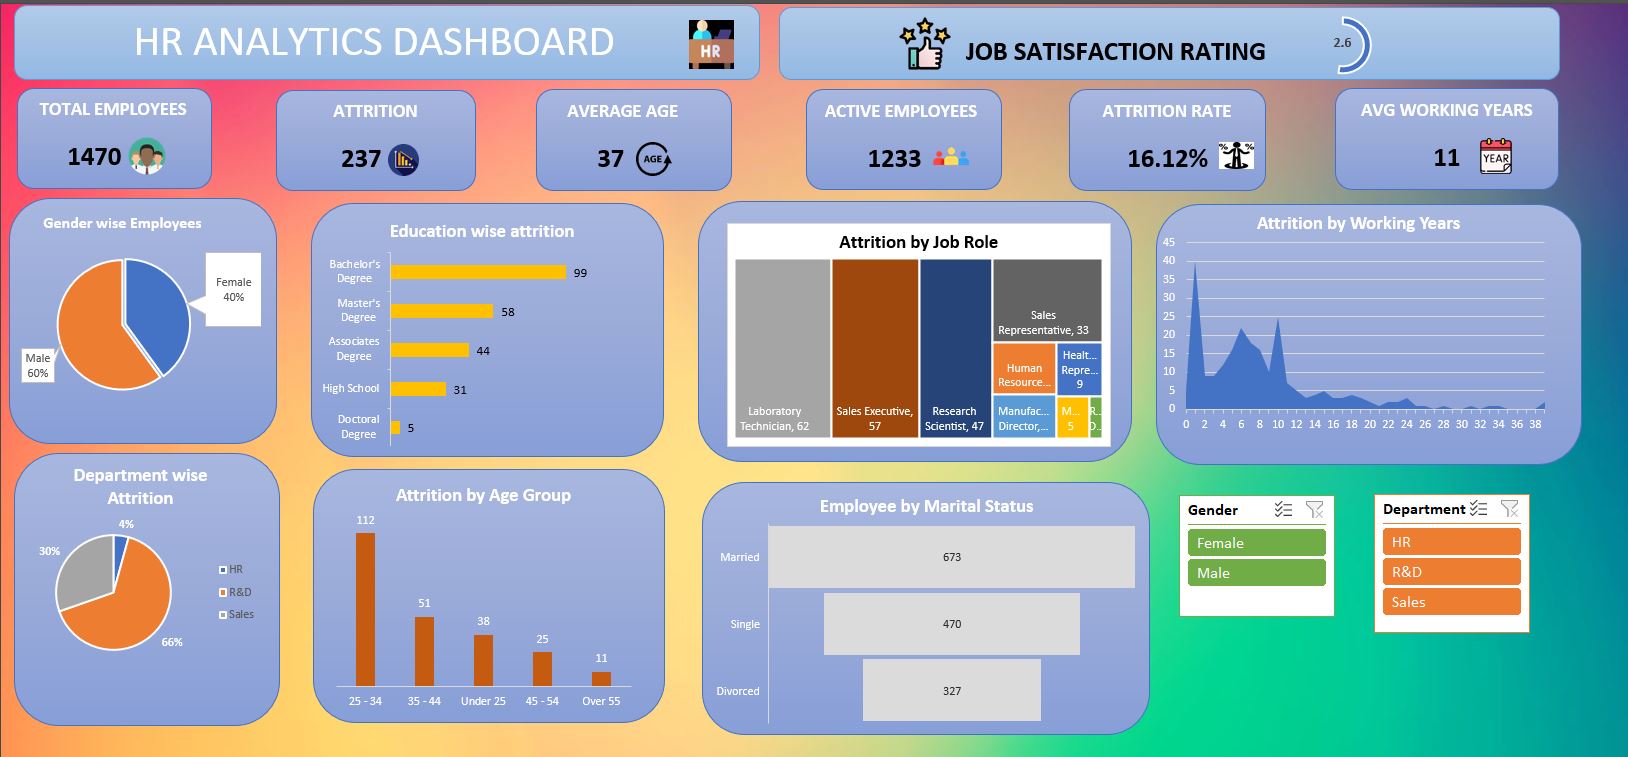 HR ANALYTICS DASHBOARD
HR
JOB SATISFACTION RATING
2.6
TOTAL EMPLOYEES
1470
ATTRITION
237
AVERAGE AGE
37
AGE
ACTIVE EMPLOYEES
1233
ATTRITION RATE
16.12%
% %
AVG WORKING YEARS
11
YEAR
Gender wise Employees
Female
40%
Male
60%
Education wise attrition
Bachelor's
Degree
99
Master's
Degree
58
Associates
Degree
44
High School
31
Doctoral
Degree
5
Attrition by Job Role
Laboratory
Technician, 62
Sales Executive,
57
Research
Scientist, 47
Sales
Representative, 33
Human
Resource...
Healt...
Repre...
9
Manufac...
Director,...
M...
5
R...
D...
Attrition by Working Years
45
40
35
30
25
20
15
10
5
0
0 2 4 6 8 10 12 14 16 18 20 22 24 26 28 30 32 34 36 38
Department wise
Attrition
4%
30%
66%
HR
R&D
Sales
Attrition by Age Group
112
51
38
25
11
25 - 34
35 - 44
Under 25
45 - 54
Over 55
Employee by Marital Status
Married
673
Single
470
Divorced
327
Gender
Female
Male
Department
HR
R&D
Sales